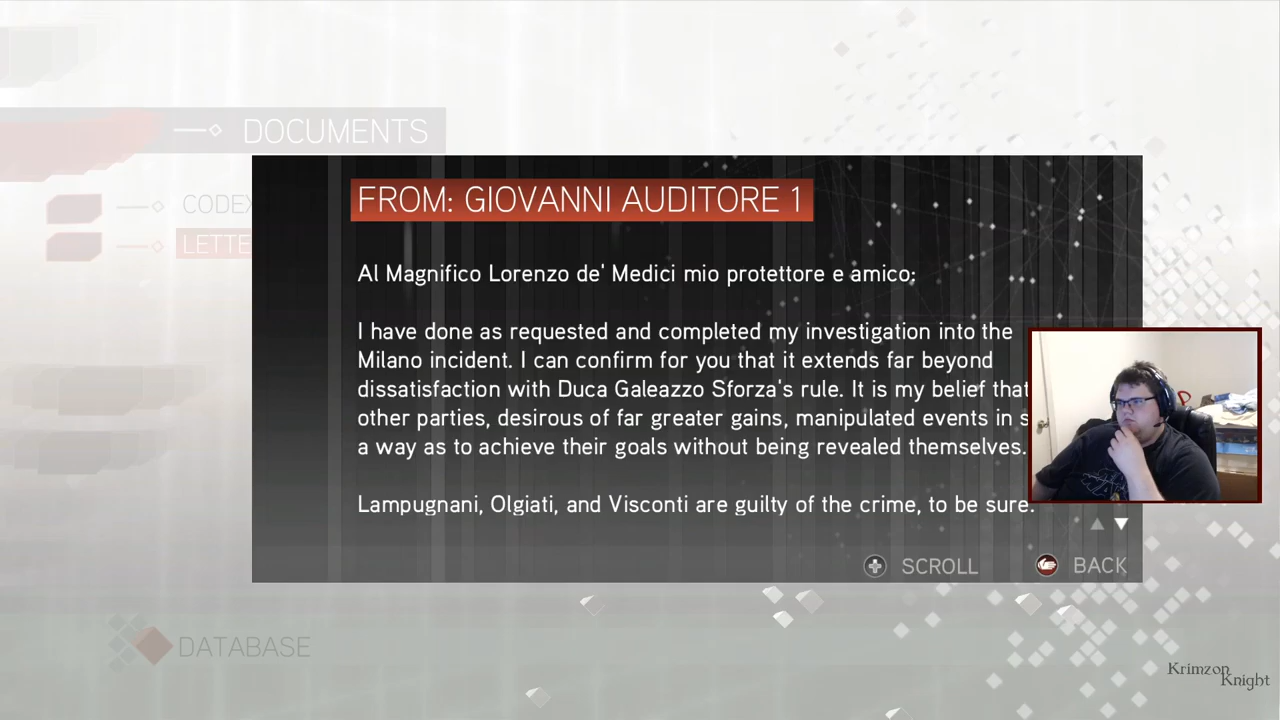 DOCUMENTS
FROM: GIOVANNI AUDITORE 1
CODEX
LETTE
Al Magnifico Lorenzo de' Medici mio protettore e amico:
I have done as requested and completed my investigation into the
Milano incident. I can confirm for you that it extends far beyond
dissatisfaction with Duca Galeazzo Sforza's rule. It is my belief that
other parties, desirous of far greater gains, manipulated events in s
a way as to achieve their goals without being revealed themselves.
Lampugnani, Olgiati, and Visconti are guilty of the crime, to be sure.
SCROLL
BACK
DATABASE
Krimzon
Knight